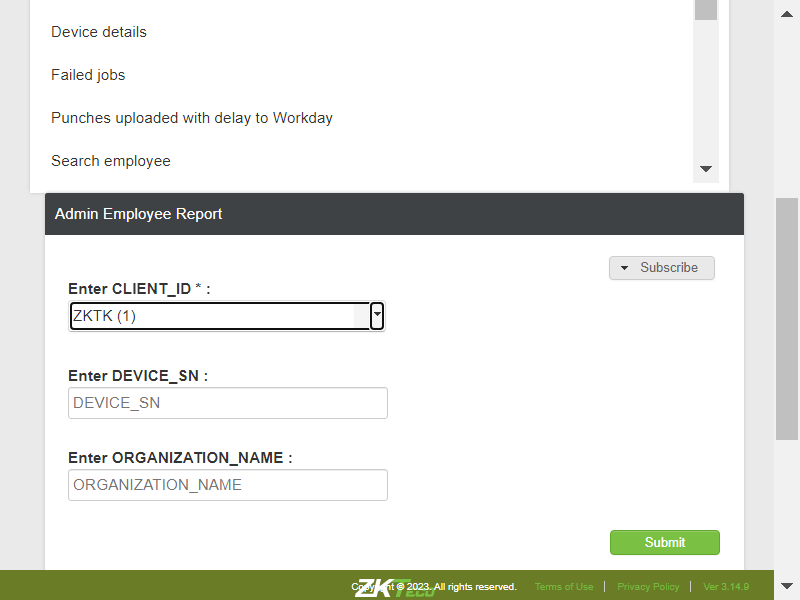 Device details
Failed jobs
Punches uploaded with delay to Workday
Search employee
Admin Employee Report
Subscribe
Enter CLIENT_ID * :
ZKTK (1)
Enter DEVICE_SN :
DEVICE_SN
Enter ORGANIZATION_NAME :
ORGANIZATION_NAME
Submit
ZKTECO
Copyright © 2023. All rights reserved. Terms of Use | Privacy Policy | Ver 3.14.9